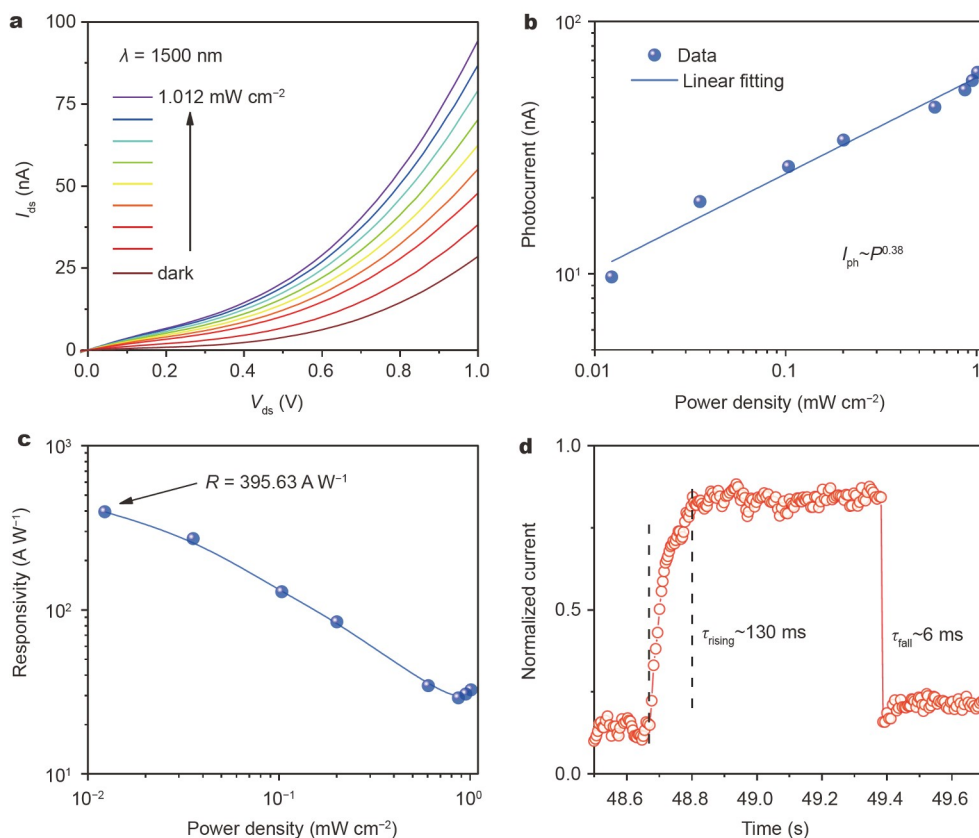 a
100
75
50
25
0
I_ds (nA)
λ = 1500 nm
1.012 mW cm⁻²
dark
0.0 0.2 0.4 0.6 0.8 1.0
V_ds (V)
b
10²
10¹
Photocurrent (nA)
Data
Linear fitting
I_ph~P^0.38
0.01 0.1 1
Power density (mW cm⁻²)
c
10³
10²
10¹
Responsivity (A W⁻¹)
R = 395.63 A W⁻¹
10⁻² 10⁻¹ 10⁰
Power density (mW cm⁻²)
d
1.0
0.5
0.0
Normalized current
τ_rising~130 ms
τ_fall~6 ms
48.6 48.8 49.0 49.2 49.4 49.6
Time (s)